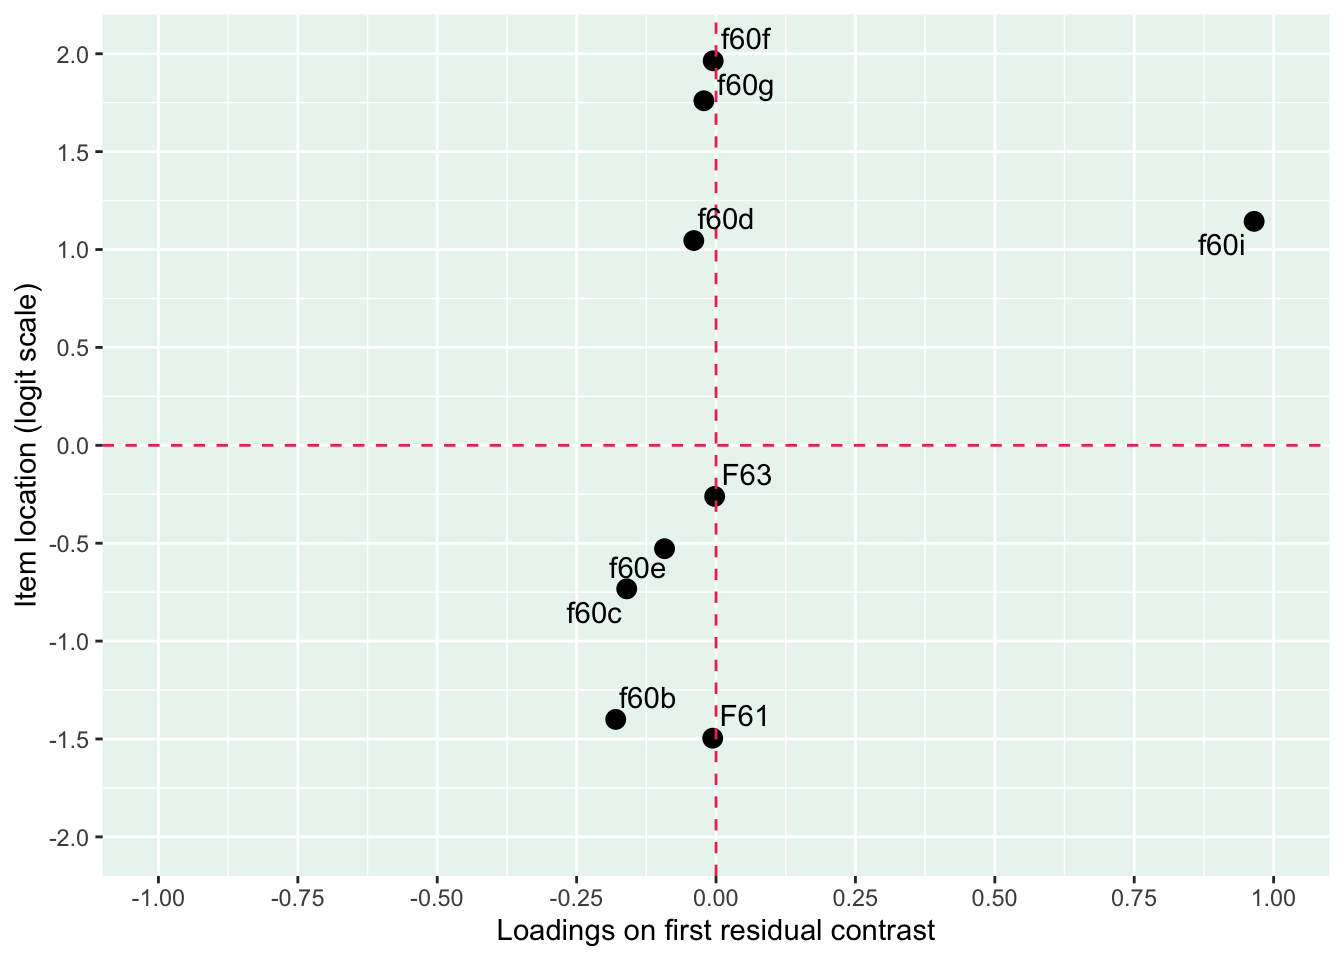 f60f
2.0
f60g
1.5
f60d
1.0
f60i
0.5
0.0
F63
-0.5
f60e
f60c
-1.0
f60b
F61
-1.5
-2.0
Item location (logit scale)
-1.00 -0.75 -0.50 -0.25 0.00 0.25 0.50 0.75 1.00
Loadings on first residual contrast